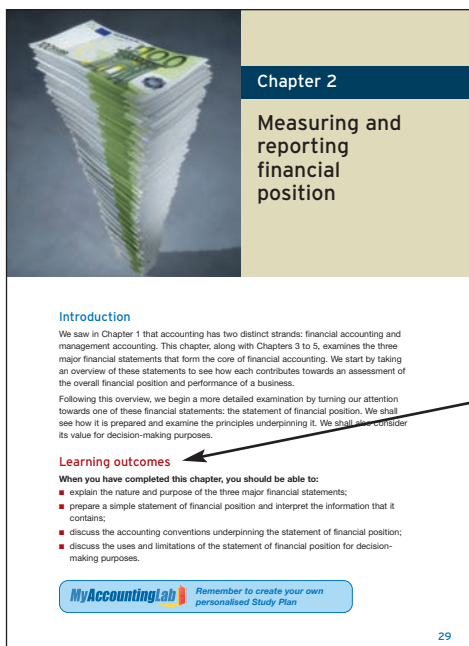 100
Chapter 2
Measuring and
reporting
financial
position
Introduction
We saw in Chapter 1 that accounting has two distinct strands: financial accounting and
management accounting. This chapter, along with Chapters 3 to 5, examines the three
major financial statements that form the core of financial accounting. We start by taking
an overview of these statements to see how each contributes towards an assessment of
the overall financial position and performance of a business.
Following this overview, we begin a more detailed examination by turning our attention
towards one of these financial statements: the statement of financial position. We shall
see how it is prepared and examine the principles underpinning it. We shall also consider
its value for decision-making purposes.
Learning outcomes
When you have completed this chapter, you should be able to:
■ explain the nature and purpose of the three major financial statements;
■ prepare a simple statement of financial position and interpret the information that it
contains;
■ discuss the accounting conventions underpinning the statement of financial position;
■ discuss the uses and limitations of the statement of financial position for decision-
making purposes.
MyAccountingLab
Remember to create your own
personalised Study Plan
29